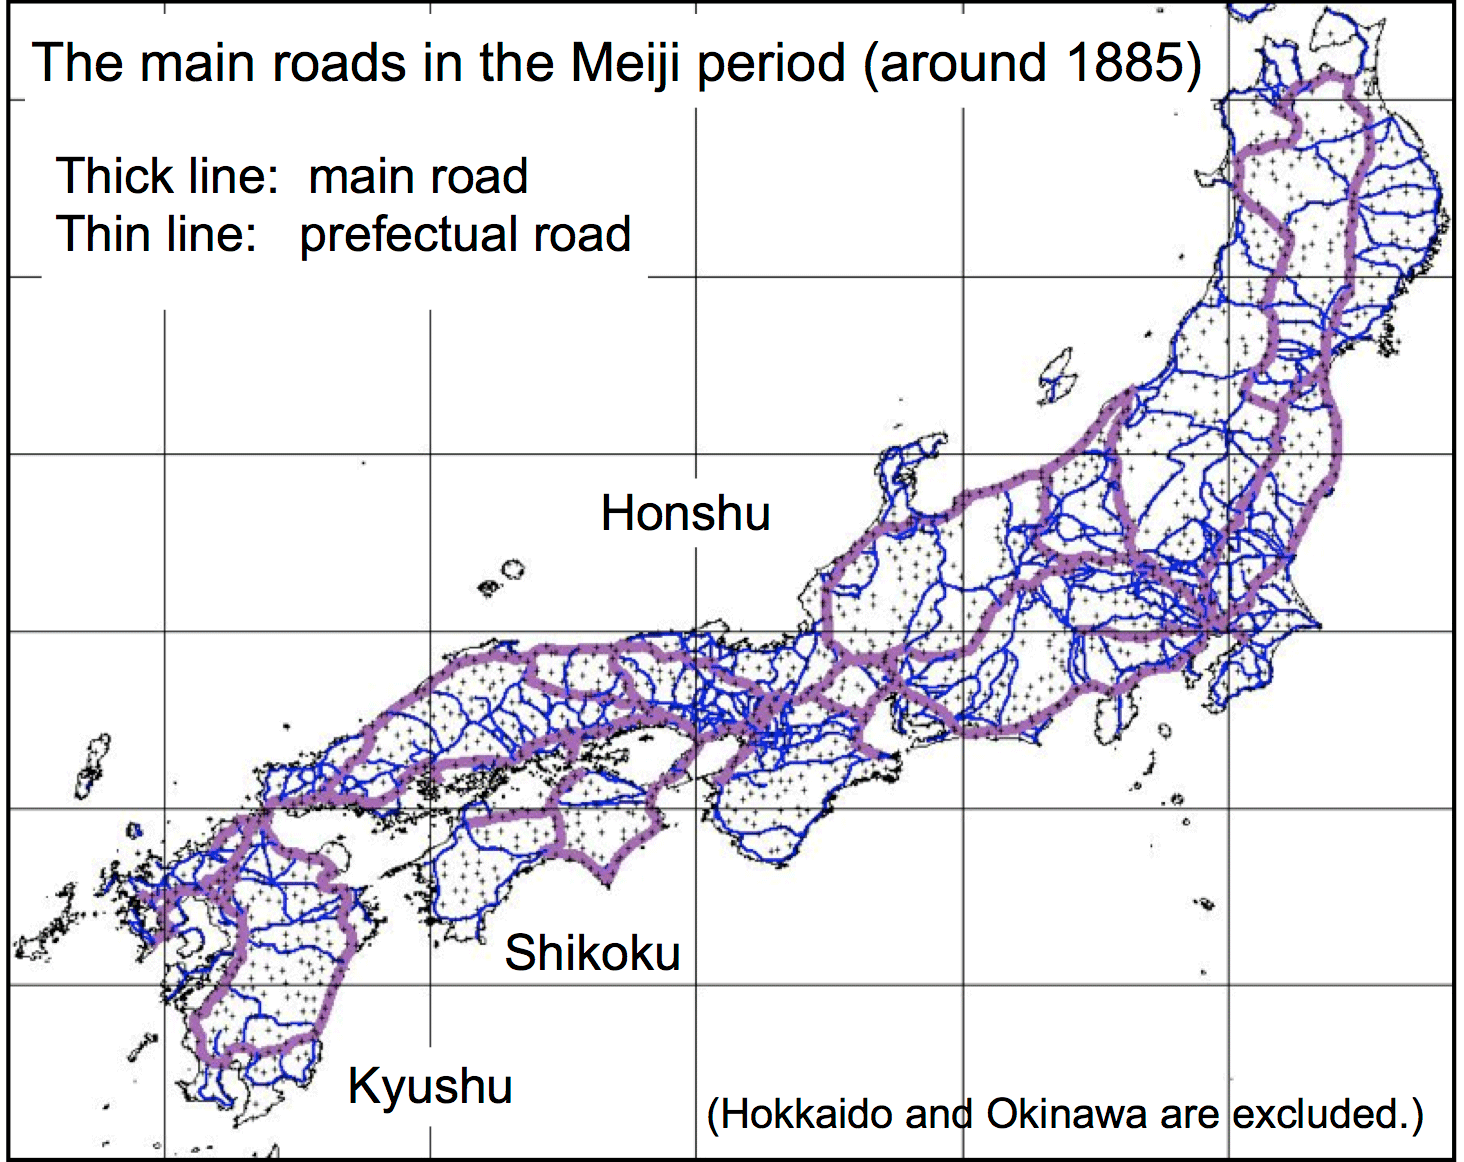 The main roads in the Meiji period (around 1885)
Thick line: main road
Thin line: prefectual road
Honshu
Shikoku
Kyushu
(Hokkaido and Okinawa are excluded.)